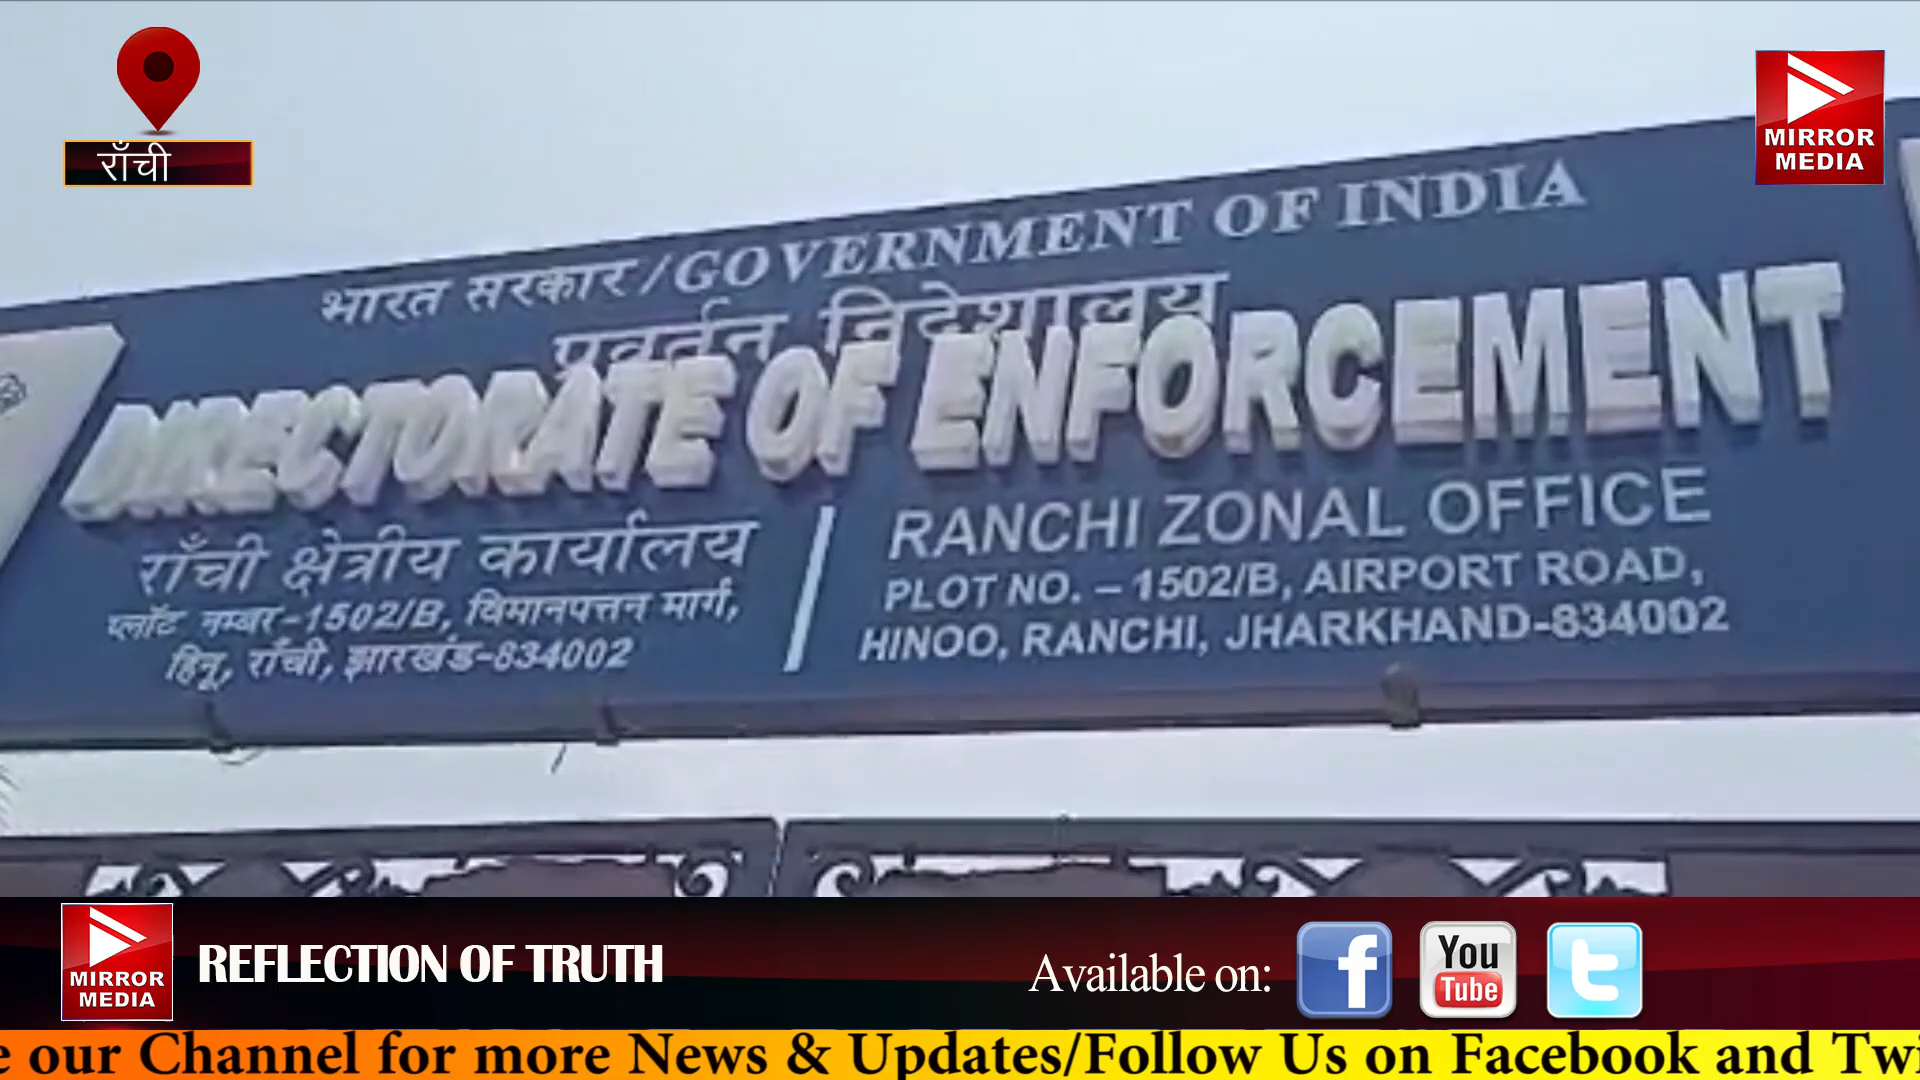 राँची
MIRROR
MEDIA
भारत सरकार/GOVERNMENT OF INDIA
प्रवर्तन निदेशालय
DIRECTORATE OF ENFORCEMENT
राँची क्षेत्रीय कार्यालय
प्लॉट नम्बर-1502/B, विमानपत्तन मार्ग,
हिनू, राँची, झारखंड-834002
RANCHI ZONAL OFFICE
PLOT NO. – 1502/B, AIRPORT ROAD,
HINOO, RANCHI, JHARKHAND-834002
MIRROR
MEDIA
REFLECTION OF TRUTH
Available on:
f
You
Tube
t
e our Channel for more News & Updates/Follow Us on Facebook and Twi